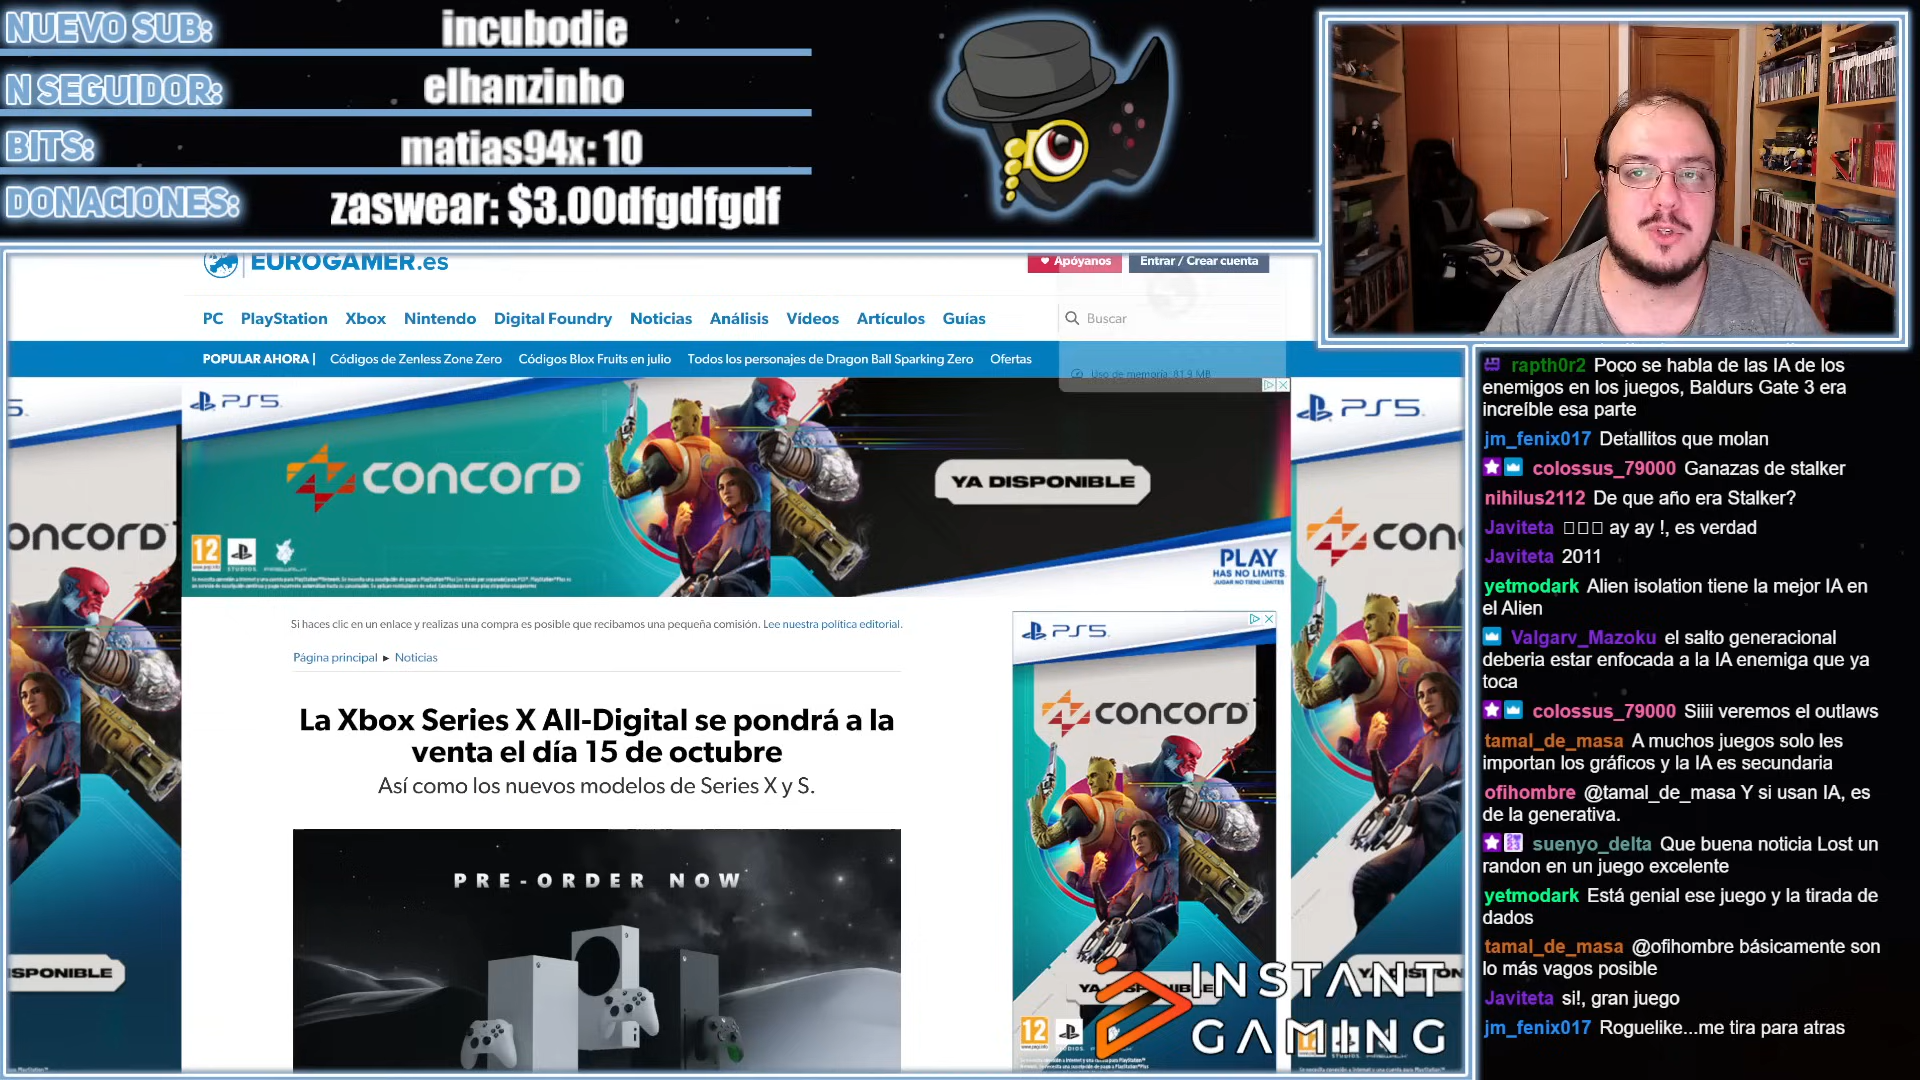 NUEVO SUB:
incubodie
N SEGUIDOR:
elhanzinho
BITS:
matias94x: 10
DONACIONES:
zaswear: $3.00dfgdfgdf
EUROGAMER.es
Apóyanos
Entrar / Crear cuenta
PC PlayStation Xbox Nintendo Digital Foundry Noticias Análisis Vídeos Artículos Guías
Buscar
POPULAR AHORA | Códigos de Zenless Zone Zero Códigos Blox Fruits en julio Todos los personajes de Dragon Ball Sparking Zero Ofertas
Uso de memoria: 81,9 MB
PS5
CONCORD
YA DISPONIBLE
12
PLAY
HAS NO LIMITS
Si haces clic en un enlace y realizas una compra es posible que recibamos una pequeña comisión. Lee nuestra política editorial.
Página principal ► Noticias
La Xbox Series X All-Digital se pondrá a la
venta el día 15 de octubre
Así como los nuevos modelos de Series X y S.
PRE-ORDER NOW
PS5
CONCORD
12
PS5
INSTANT
GAMING
rapth0r2 Poco se habla de las IA de los
enemigos en los juegos, Baldurs Gate 3 era
increíble esa parte
jm_fenix017 Detallitos que molan
colossus_79000 Ganazas de stalker
nihilus2112 De que año era Stalker?
Javiteta □□□ ay ay !, es verdad
Javiteta 2011
yetmodark Alien isolation tiene la mejor IA en
el Alien
Valgarv_Mazoku el salto generacional
deberia estar enfocada a la IA enemiga que ya
toca
colossus_79000 Siiii veremos el outlaws
tamal_de_masa A muchos juegos solo les
importan los gráficos y la IA es secundaria
ofihombre @tamal_de_masa Y si usan IA, es
de la generativa.
suenyo_delta Que buena noticia Lost un
randon en un juego excelente
yetmodark Está genial ese juego y la tirada de
dados
tamal_de_masa @ofihombre básicamente son
lo más vagos posible
Javiteta si!, gran juego
jm_fenix017 Roguelike...me tira para atras